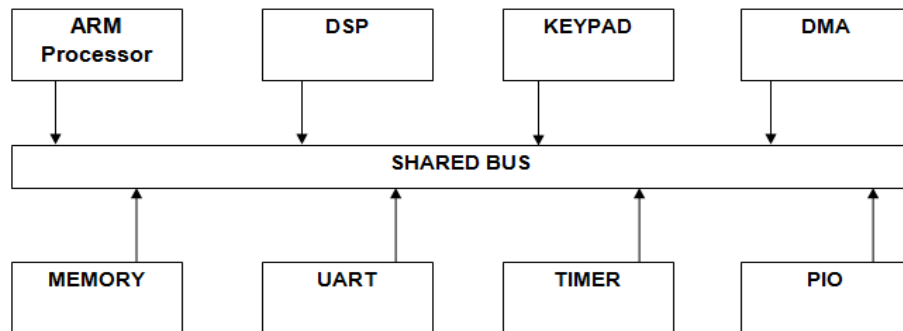 ARM
Processor
DSP
KEYPAD
DMA
SHARED BUS
MEMORY
UART
TIMER
PIO